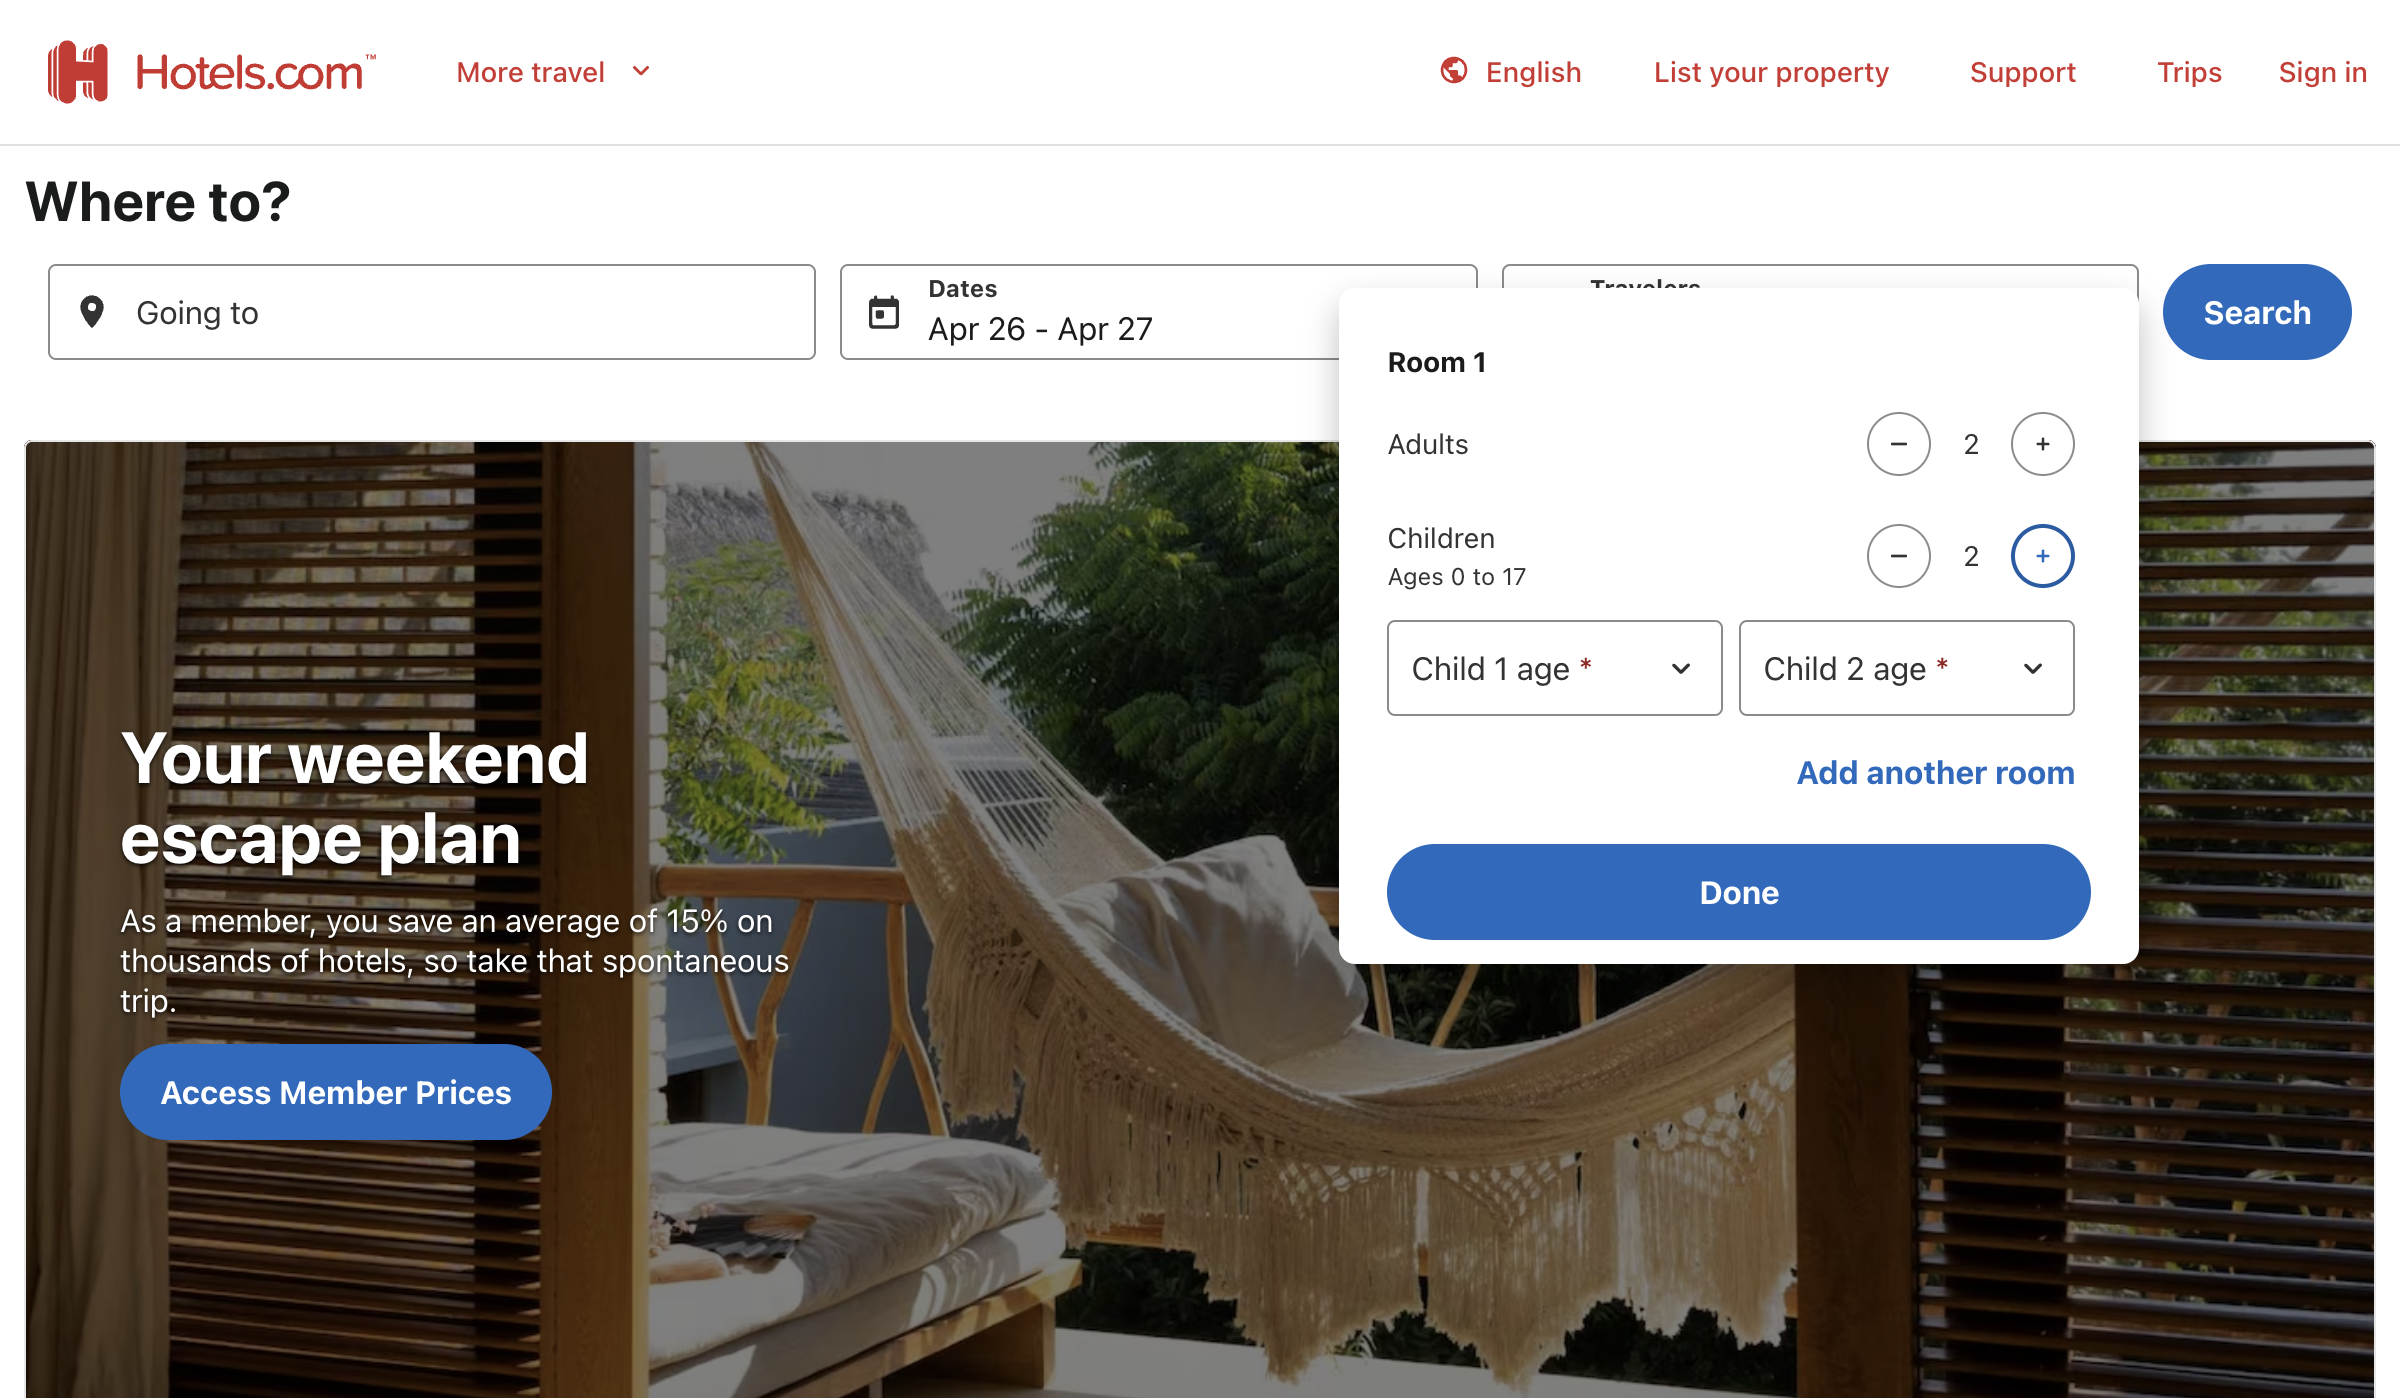 Hotels.com™
More travel
English
List your property
Support
Trips
Sign in
Where to?
Going to
Dates
Apr 26 - Apr 27
Travelers
Search
Room 1
Adults
2
Children
Ages 0 to 17
2
Child 1 age *
Child 2 age *
Add another room
Done
Your weekend
escape plan
As a member, you save an average of 15% on
thousands of hotels, so take that spontaneous
trip.
Access Member Prices